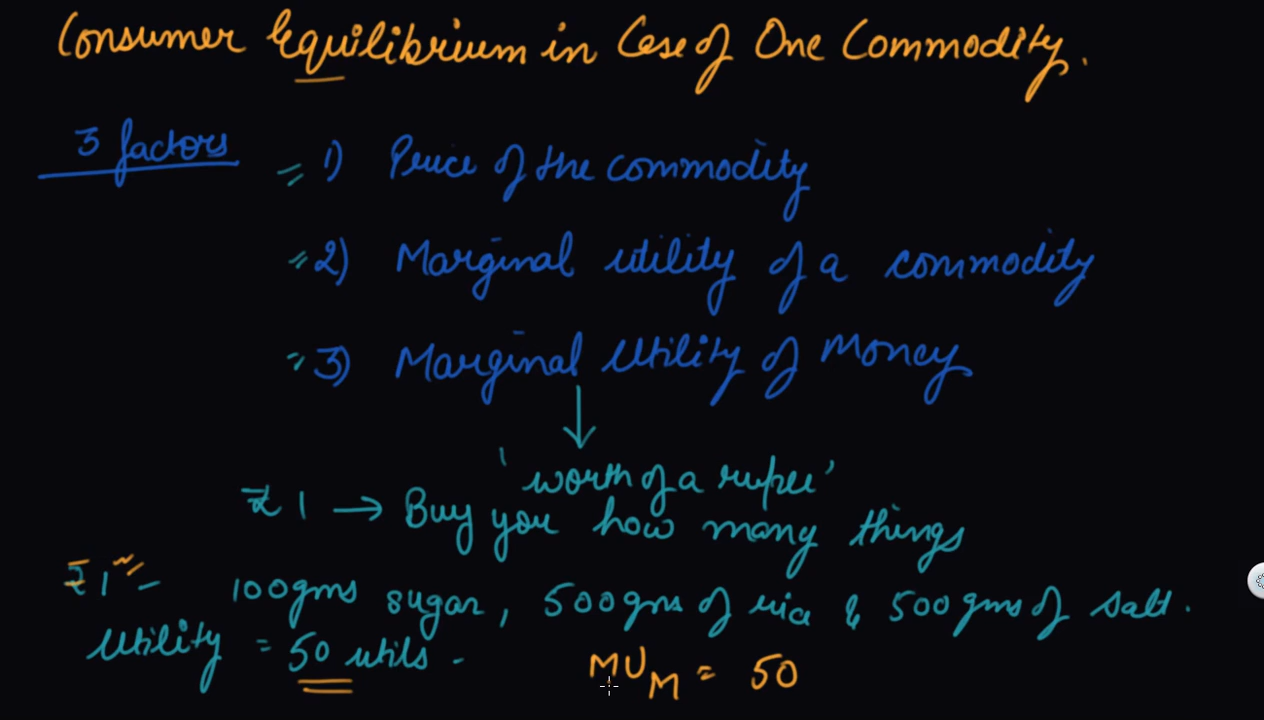 Consumer Equilibrium in Case of One Commodity.
3 factors
1) Price of the commodity
2) Marginal utility of a commodity
3) Marginal Utility of Money
'worth of a rupee'
₹ 1 → Buy you how many things
₹ 1 - 100gms sugar, 500gms of rice & 500gms of salt.
Utility = 50 utils.
MU_M = 50